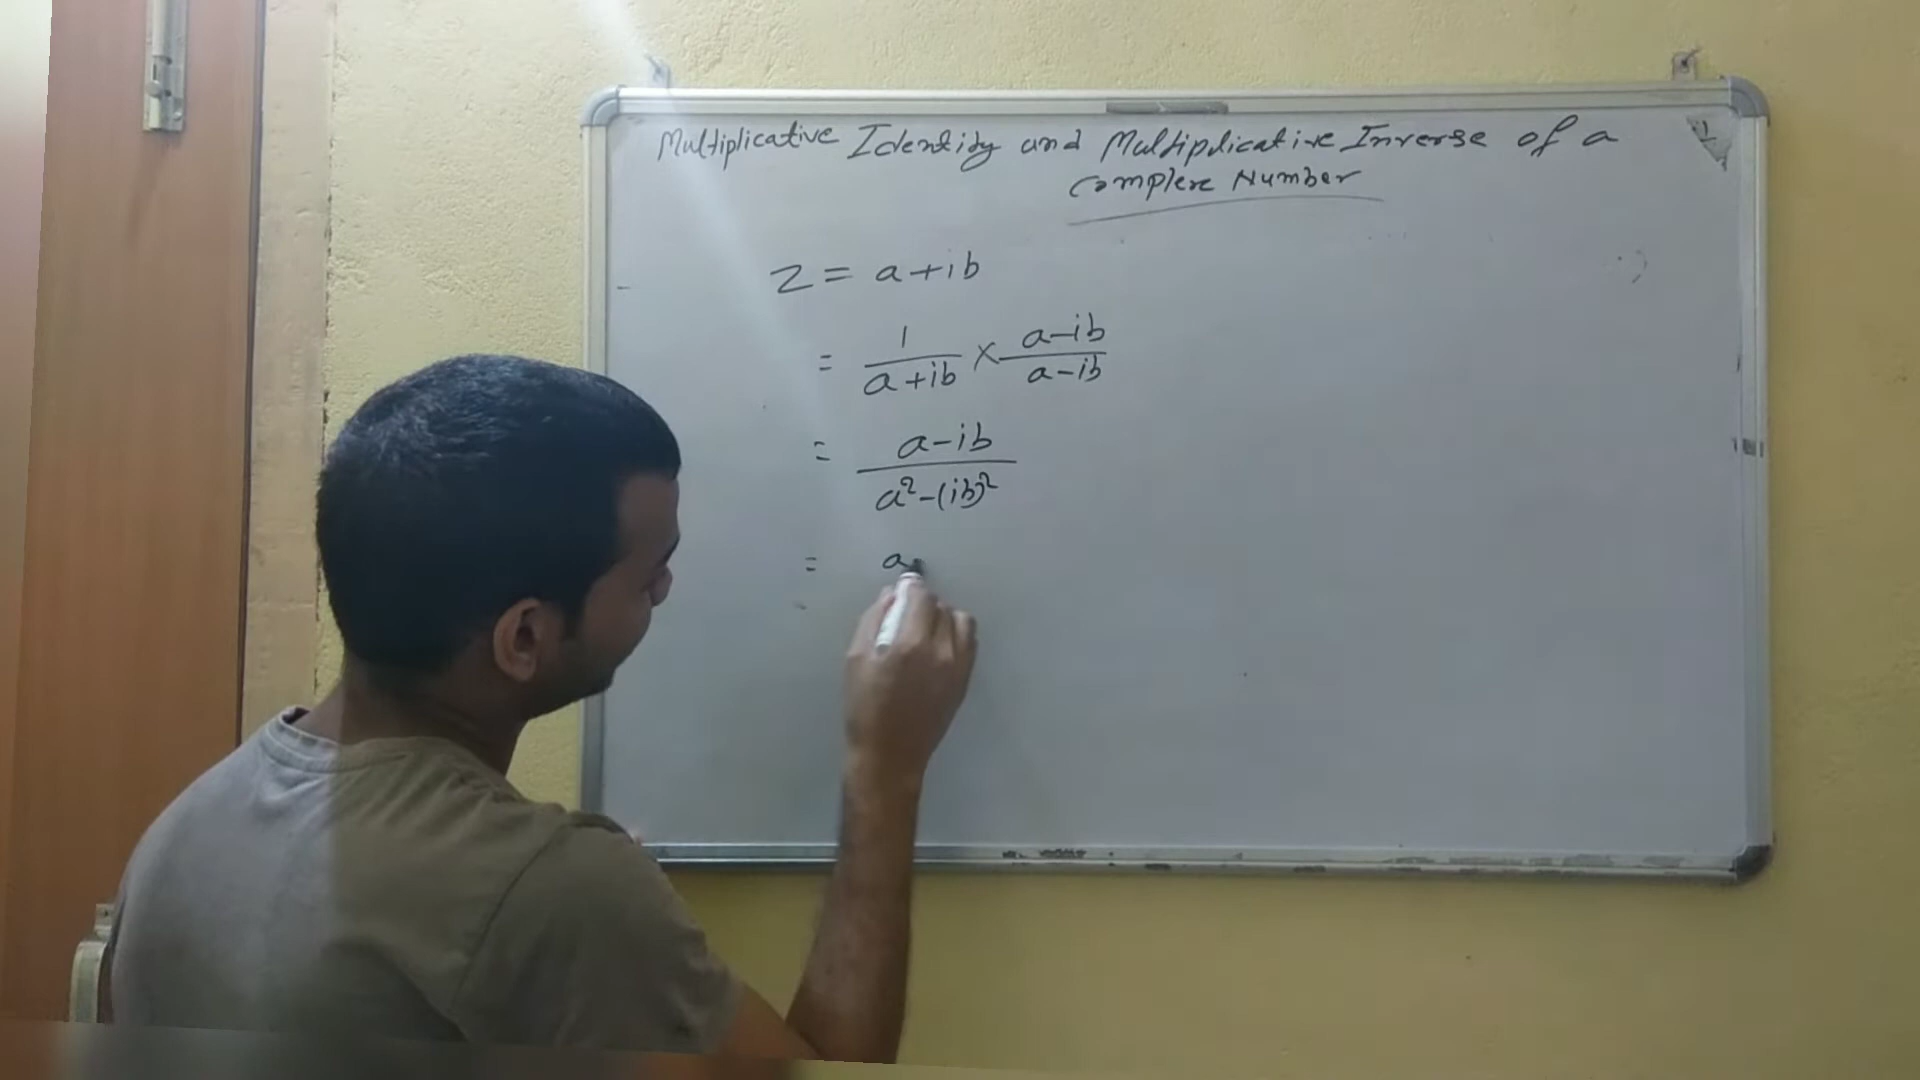 Multiplicative Identity and Multiplicative Inverse of a
Complex Number
Z = a+ib
= 1/(a+ib) × (a-ib)/(a-ib)
= (a-ib)/(a²-(ib)²)
= a